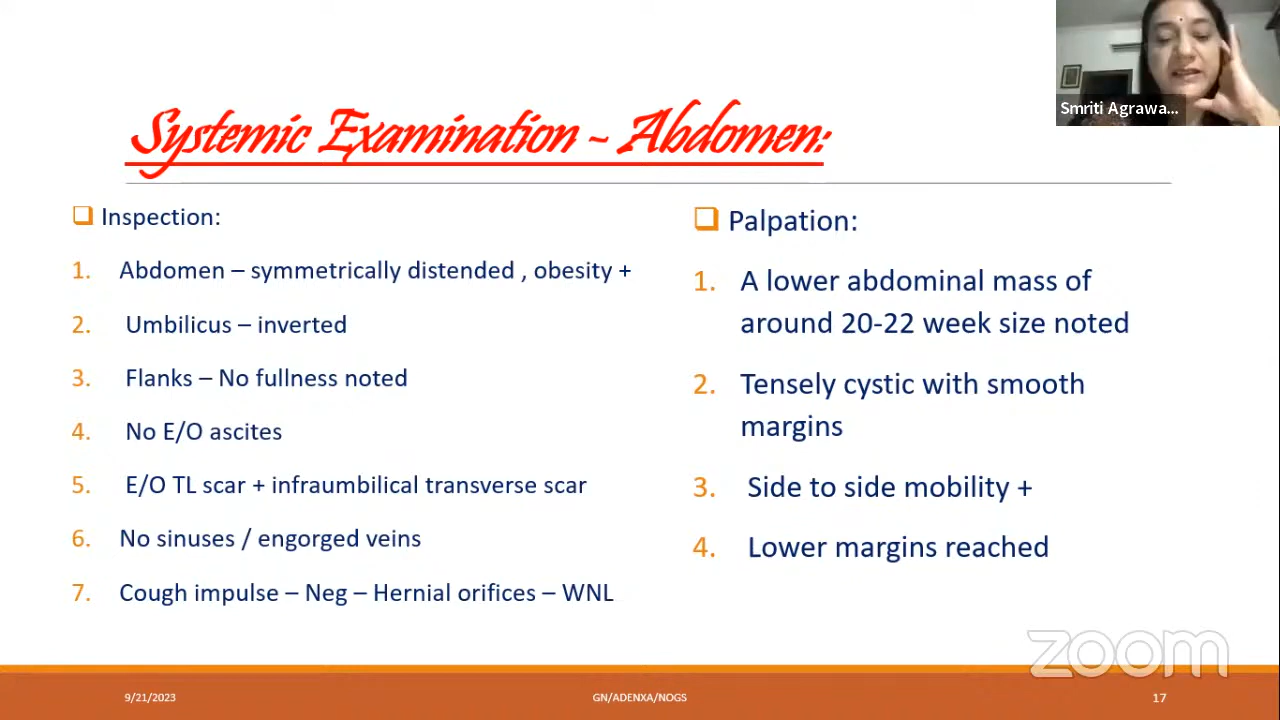 Smriti Agrawa...
Systemic Examination ~ Abdomen:
Inspection:
1. Abdomen – symmetrically distended , obesity +
2. Umbilicus – inverted
3. Flanks – No fullness noted
4. No E/O ascites
5. E/O TL scar + infraumbilical transverse scar
6. No sinuses / engorged veins
7. Cough impulse – Neg – Hernial orifices – WNL
Palpation:
1. A lower abdominal mass of
around 20-22 week size noted
2. Tensely cystic with smooth
margins
3. Side to side mobility +
4. Lower margins reached
zoom
9/21/2023
GN/ADENXA/NOGS
17